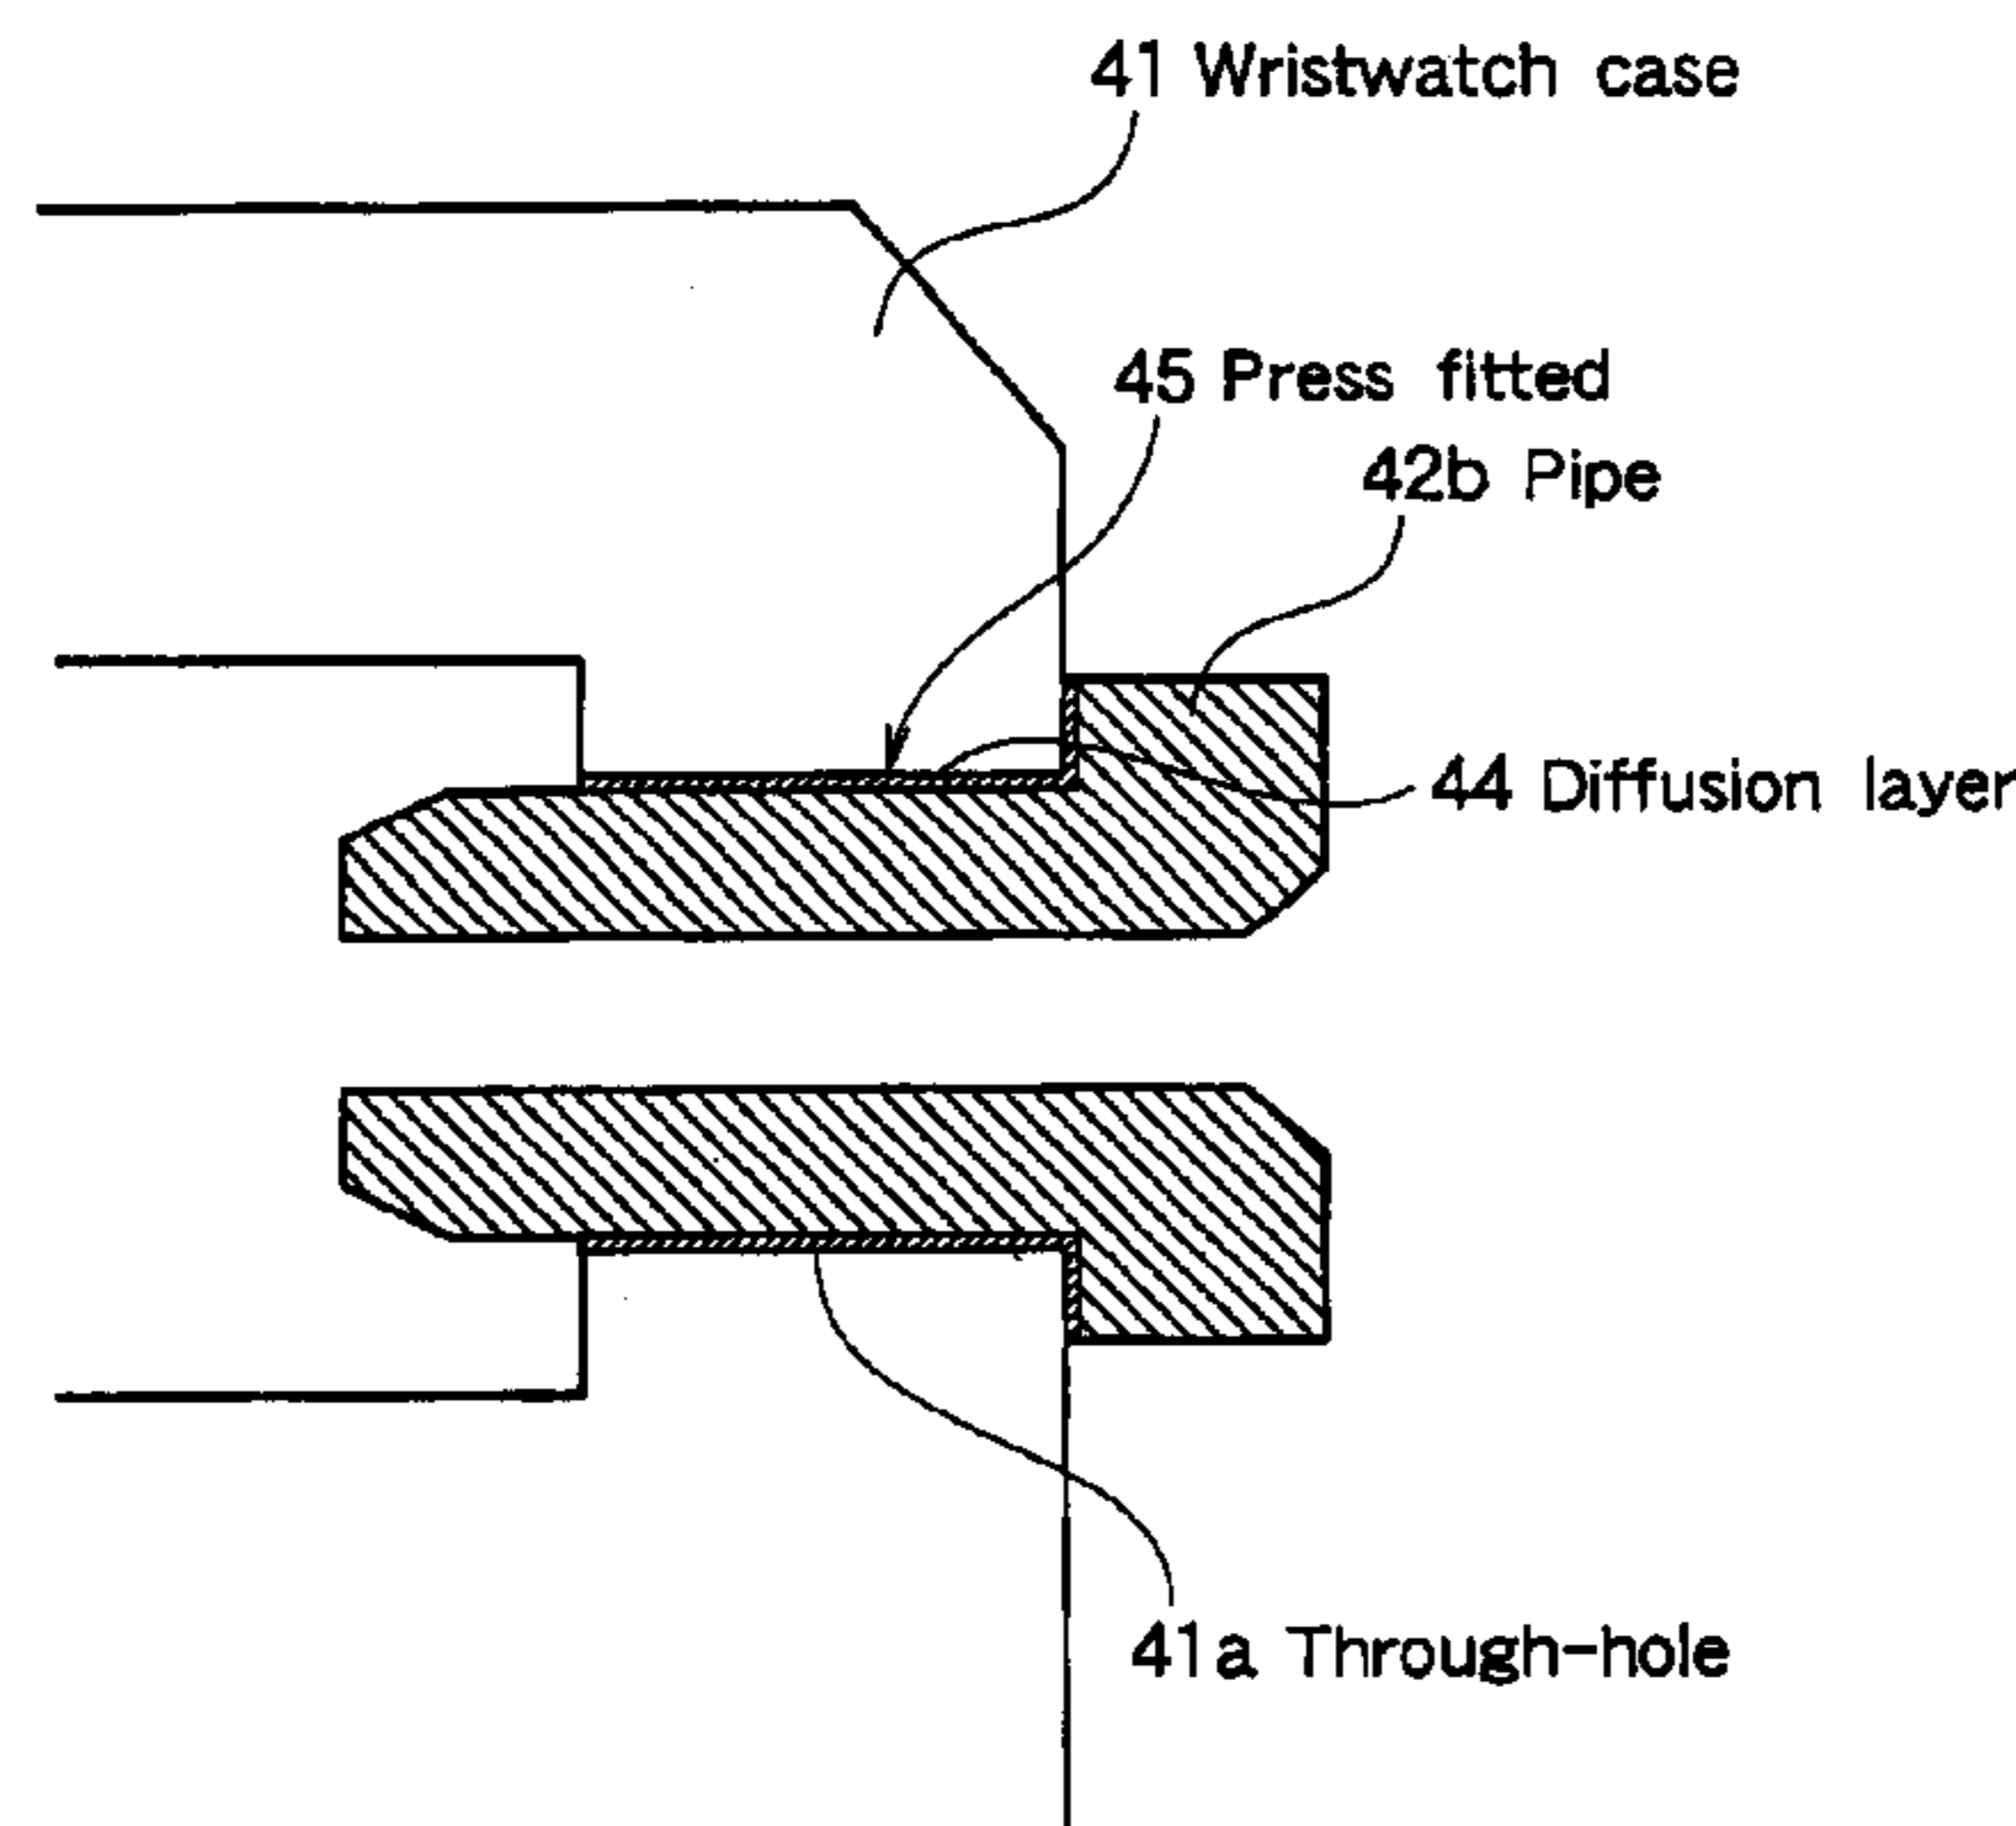 41 Wristwatch case
45 Press fitted
42b Pipe
44 Diffusion layer
41a Through-hole